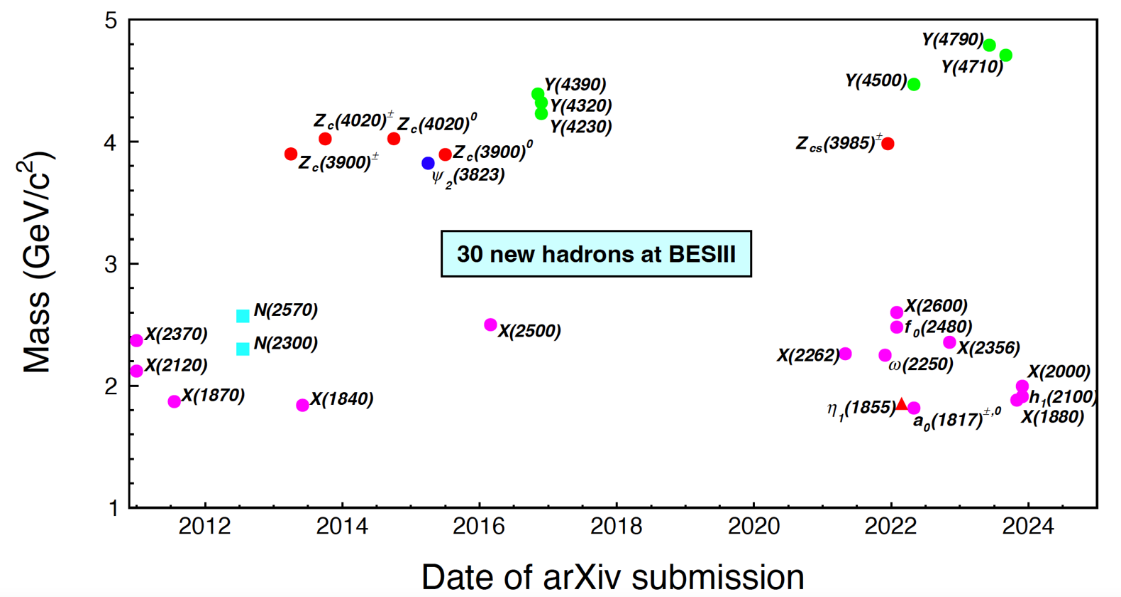 5
4
3
2
1
Mass (GeV/c²)
Y(4790)
Y(4710)
Y(4500)
Y(4390)
Y(4320)
Y(4230)
Z_c(4020)^±
Z_c(4020)^0
Z_c(3900)^±
Z_c(3900)^0
ψ_2(3823)
Z_cs(3985)^±
30 new hadrons at BESIII
N(2570)
N(2300)
X(2370)
X(2120)
X(1870)
X(1840)
X(2500)
X(2600)
f_0(2480)
X(2262)
ω(2250)
X(2356)
X(2000)
η_1(1855)
h_1(2100)
a_0(1817)^±,0
X(1880)
2012 2014 2016 2018 2020 2022 2024
Date of arXiv submission